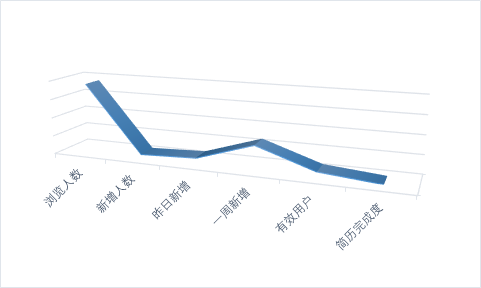 浏览人数
新增人数
昨日新增
一周新增
有效用户
简历完成度